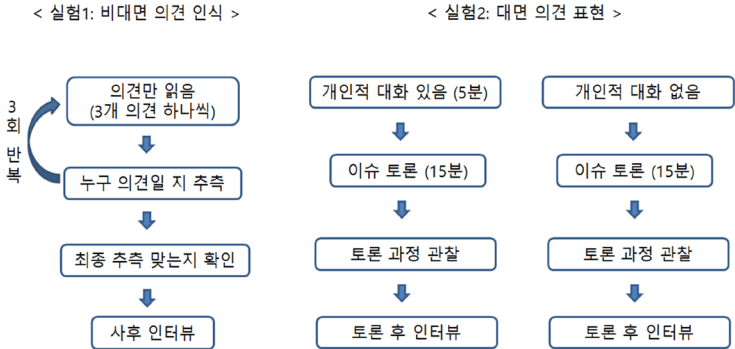 < 실험1: 비대면 의견 인식 >
3회 반복
의견만 읽음
(3개 의견 하나씩)
누구 의견일 지 추측
최종 추측 맞는지 확인
사후 인터뷰
< 실험2: 대면 의견 표현 >
개인적 대화 있음 (5분)
이슈 토론 (15분)
토론 과정 관찰
토론 후 인터뷰
개인적 대화 없음
이슈 토론 (15분)
토론 과정 관찰
토론 후 인터뷰